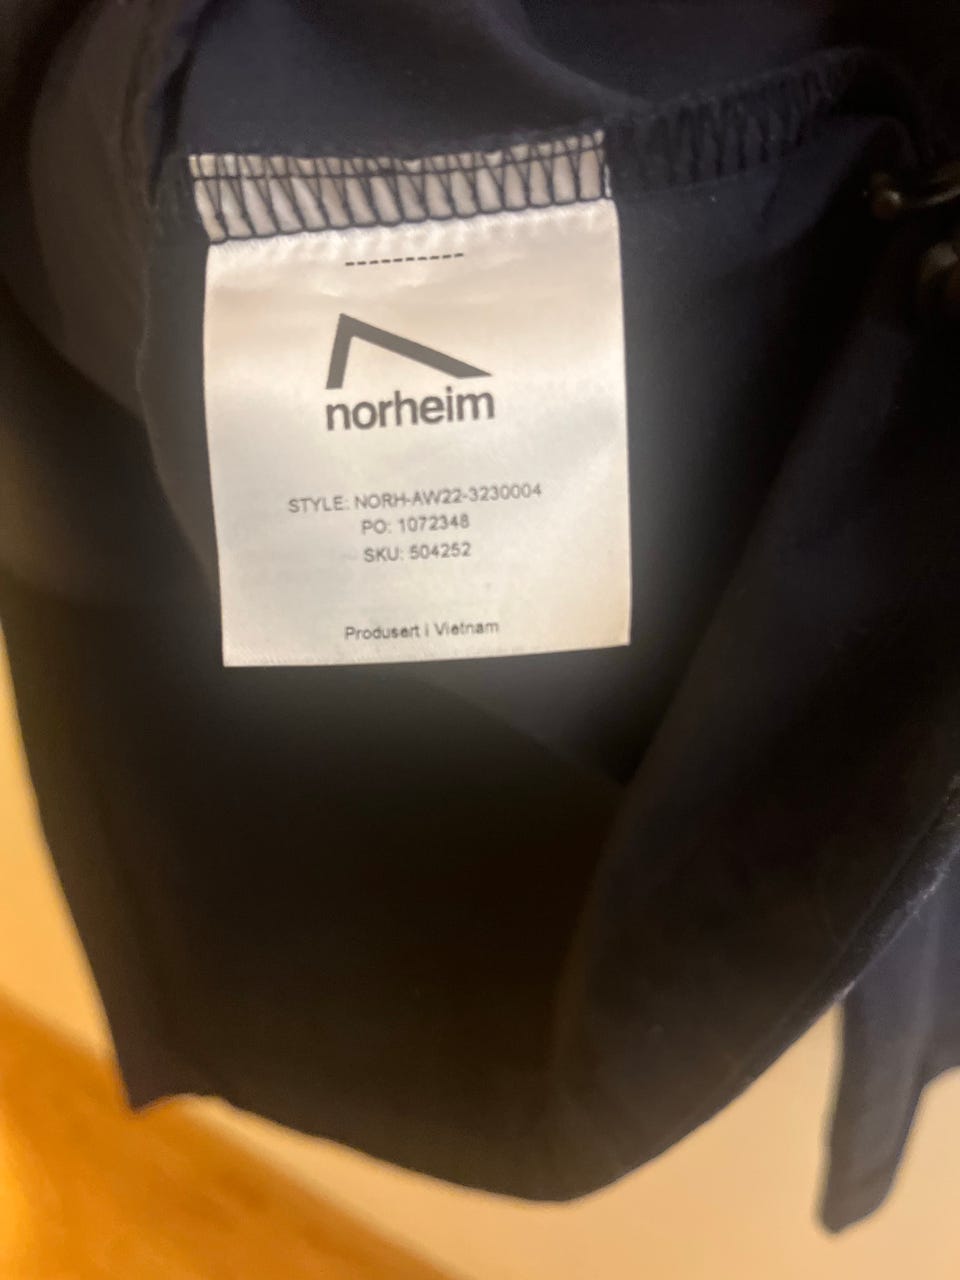 ----------
norheim
STYLE: NORH-AW22-3230004
PO: 1072348
SKU: 504252
Produsert i Vietnam